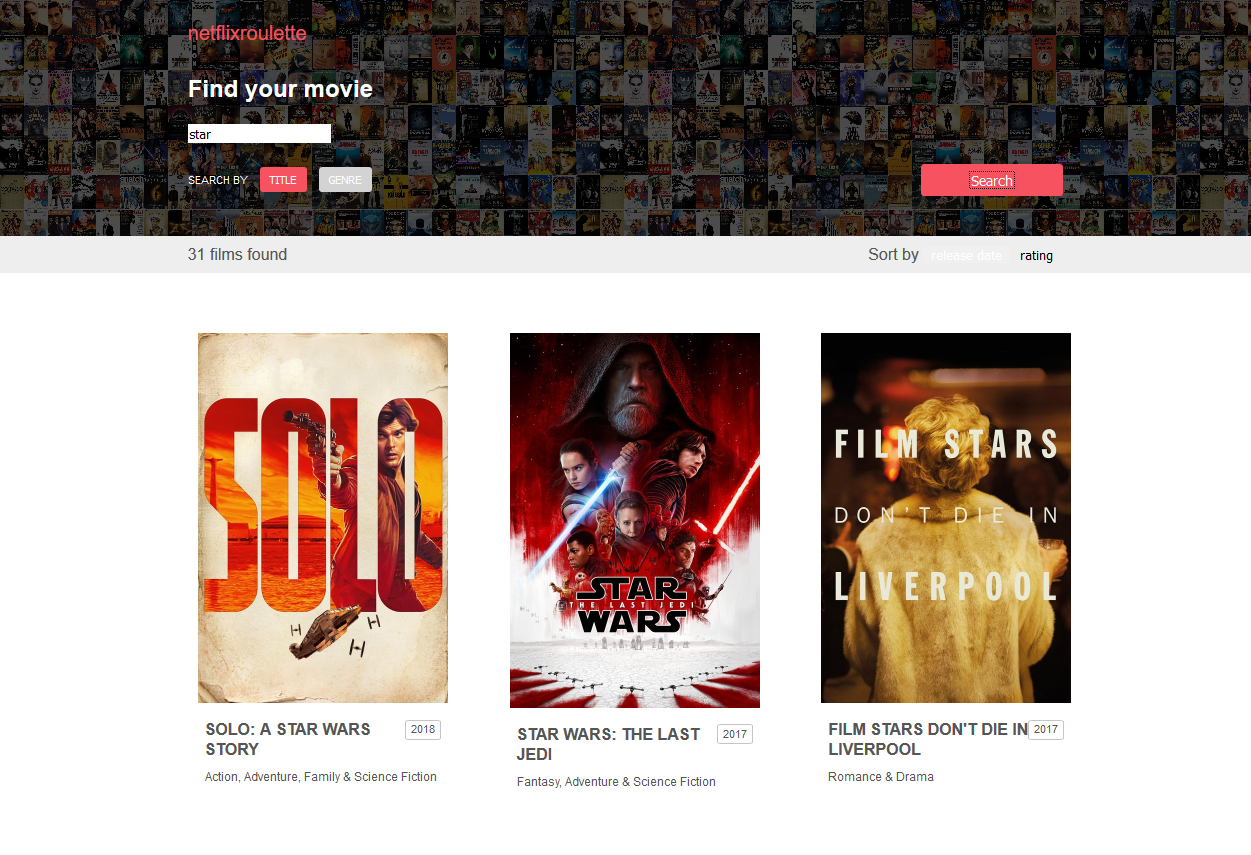 netflixroulette
Find your movie
star
SEARCH BY TITLE GENRE
Search
31 films found
Sort by release date rating
SOLO
STAR
THE LAST JEDI
WARS
FILM STARS
DON'T DIE IN
LIVERPOOL
SOLO: A STAR WARS
STORY
2018
Action, Adventure, Family & Science Fiction
STAR WARS: THE LAST
JEDI
2017
Fantasy, Adventure & Science Fiction
FILM STARS DON'T DIE IN
LIVERPOOL
2017
Romance & Drama